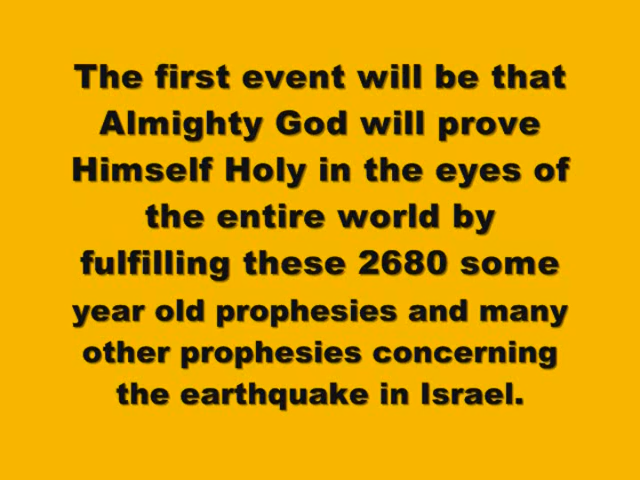 The first event will be that
Almighty God will prove
Himself Holy in the eyes of
the entire world by
fulfilling these 2680 some
year old prophesies and many
other prophesies concerning
the earthquake in Israel.